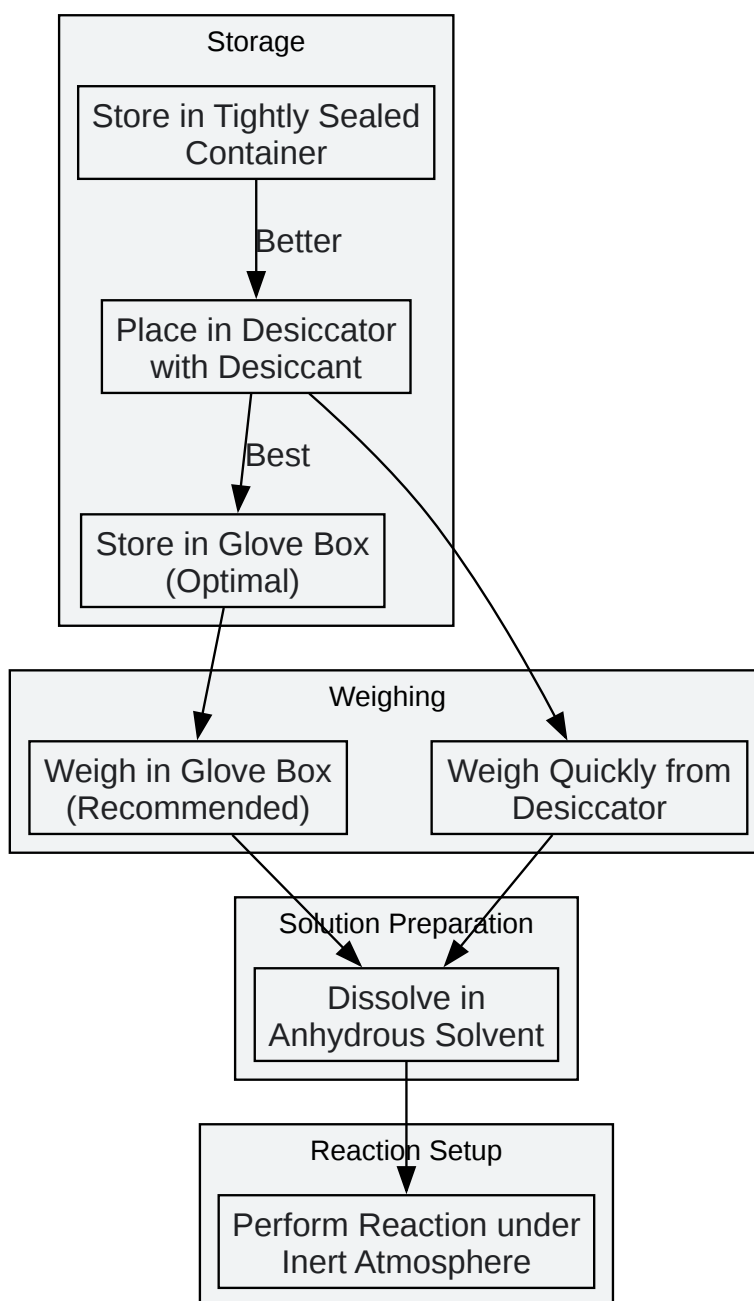 Storage
Store in Tightly Sealed
Container
Better
Place in Desiccator
with Desiccant
Best
Store in Glove Box
(Optimal)
Weighing
Weigh in Glove Box
(Recommended)
Weigh Quickly from
Desiccator
Solution Preparation
Dissolve in
Anhydrous Solvent
Reaction Setup
Perform Reaction under
Inert Atmosphere